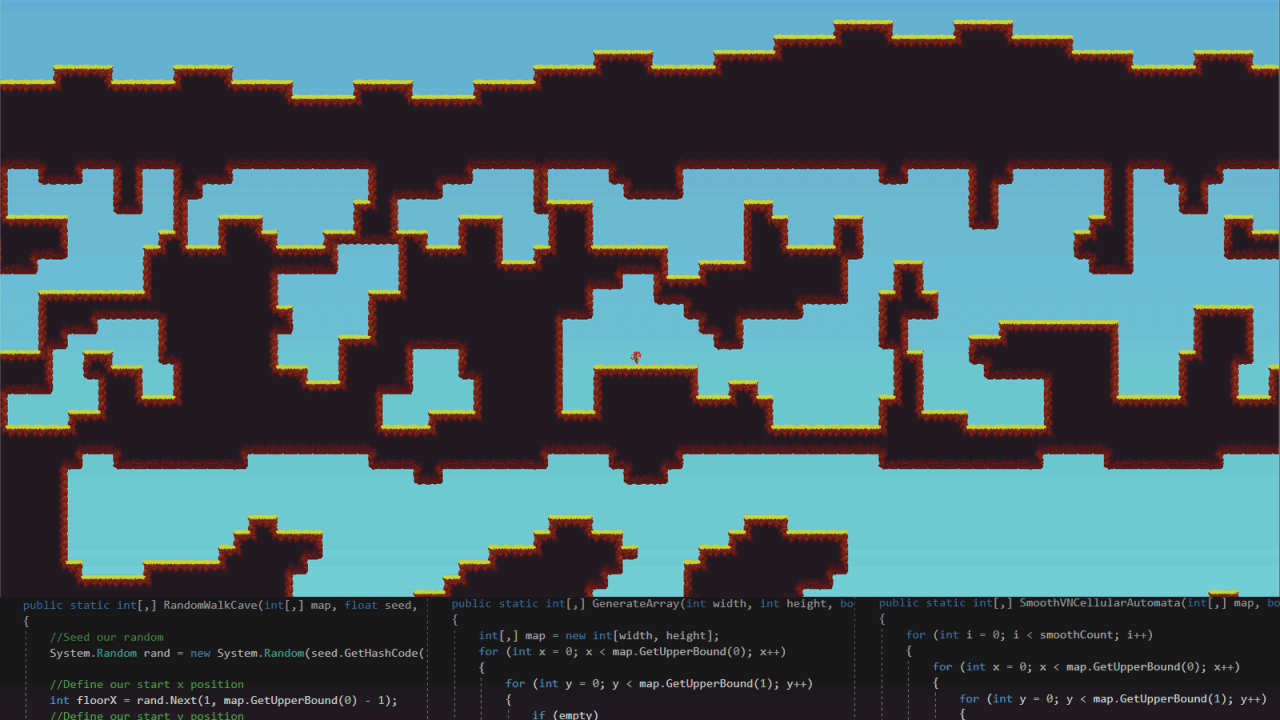 public static int[,] RandomWalkCave(int[,] map, float seed,
{
//Seed our random
System.Random rand = new System.Random(seed.GetHashCode(
//Define our start x position
int floorX = rand.Next(1, map.GetUpperBound(0) - 1);
//Define our start y position
public static int[,] GenerateArray(int width, int height, bo
{
int[,] map = new int[width, height];
for (int x = 0; x < map.GetUpperBound(0); x++)
{
for (int y = 0; y < map.GetUpperBound(1); y++)
{
if (empty)
public static int[,] SmoothVNCellularAutomata(int[,] map, bo
{
for (int i = 0; i < smoothCount; i++)
{
for (int x = 0; x < map.GetUpperBound(0); x++)
{
for (int y = 0; y < map.GetUpperBound(1); y++)
{